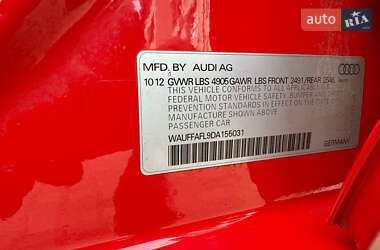 auto RIA
MFD. BY AUDI AG
10 12 GVWR LBS 4905 GAWR LBS FRONT 2491/REAR
THIS VEHICLE CONFORMS TO ALL APPLICABLE
FEDERAL MOTOR VEHICLE SAFETY, BUMPER AND
THEFT PREVENTION STANDARDS IN EFFECT ON THE
DATE OF MANUFACTURE SHOWN ABOVE
PASSENGER CAR
WAUFFAFL9DA155031
GERMANY